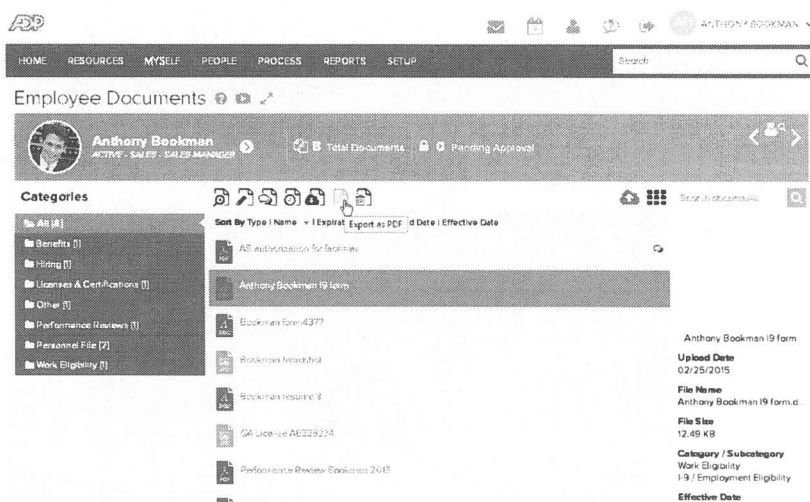 ADP
ANTHONY BOOKMAN
HOME RESOURCES MYSELF PEOPLE PROCESS REPORTS SETUP
Search
Employee Documents
Anthony Bookman
ACTIVE - SALES - SALES MANAGER
8 Total Documents 0 Pending Approval
Categories
All [8]
Benefits [1]
Hiring [1]
Licenses & Certifications [1]
Other [1]
Performance Reviews [1]
Personnel File [2]
Work Eligibility [1]
Sort By Type | Name | Expirat d Date | Effective Date
Export as PDF
Search documents
AB authorization for facilities
Anthony Bookman I9 form
Bookman form4377
Bookman headshot
Bookman resume 3
GA License AB339274
Performance Review Bookman 2015
Anthony Bookman I9 form
Upload Date
02/25/2015
File Name
Anthony Bookman I9 form.d...
File Size
12.49 KB
Category / Subcategory
Work Eligibility
I-9 / Employment Eligibility
Effective Date